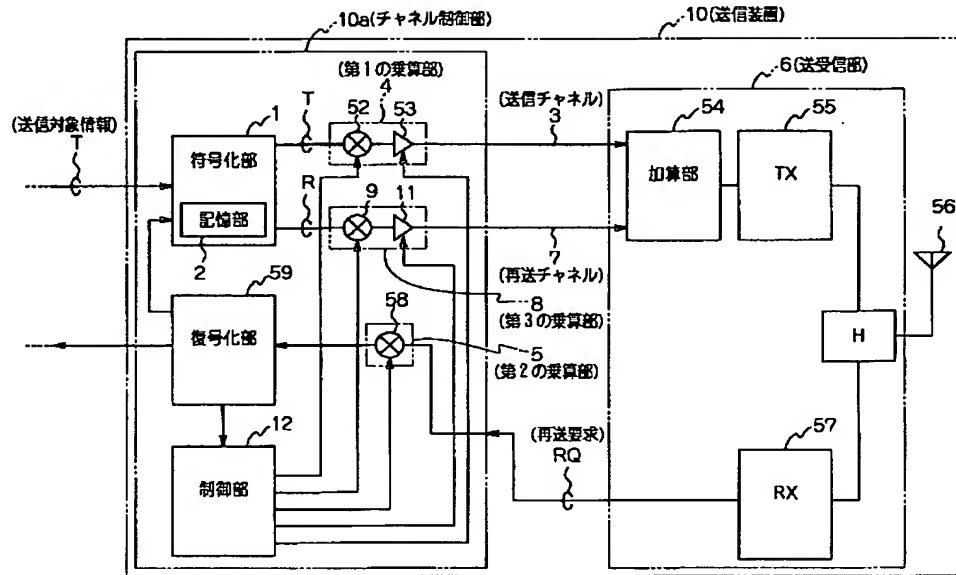 10a(チャネル制御部)
10(送信装置)
6(送受信部)
(第1の乗算部)
4
(送信チャネル)
3
(送信対象情報)
T
1
T
52
53
54
55
符号化部
加算部
TX
R
9
11
記憶部
2
7
(再送チャネル)
8
(第3の乗算部)
56
59
58
復号化部
5
(第2の乗算部)
H
12
(再送要求)
RQ
57
制御部
RX